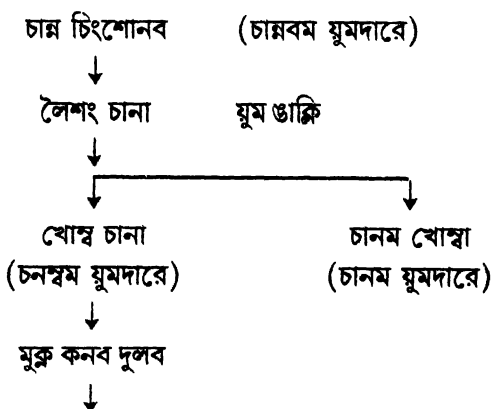 চান্ন চিংশোনব (চান্নবম য়ুমদারে)
লৈশং চানা য়ুম ঙাক্লি
খোম্ব চানা চানম খোম্বা
(চনম্বম য়ুমদারে) (চানম য়ুমদারে)
মুক্ন কনব দুলব